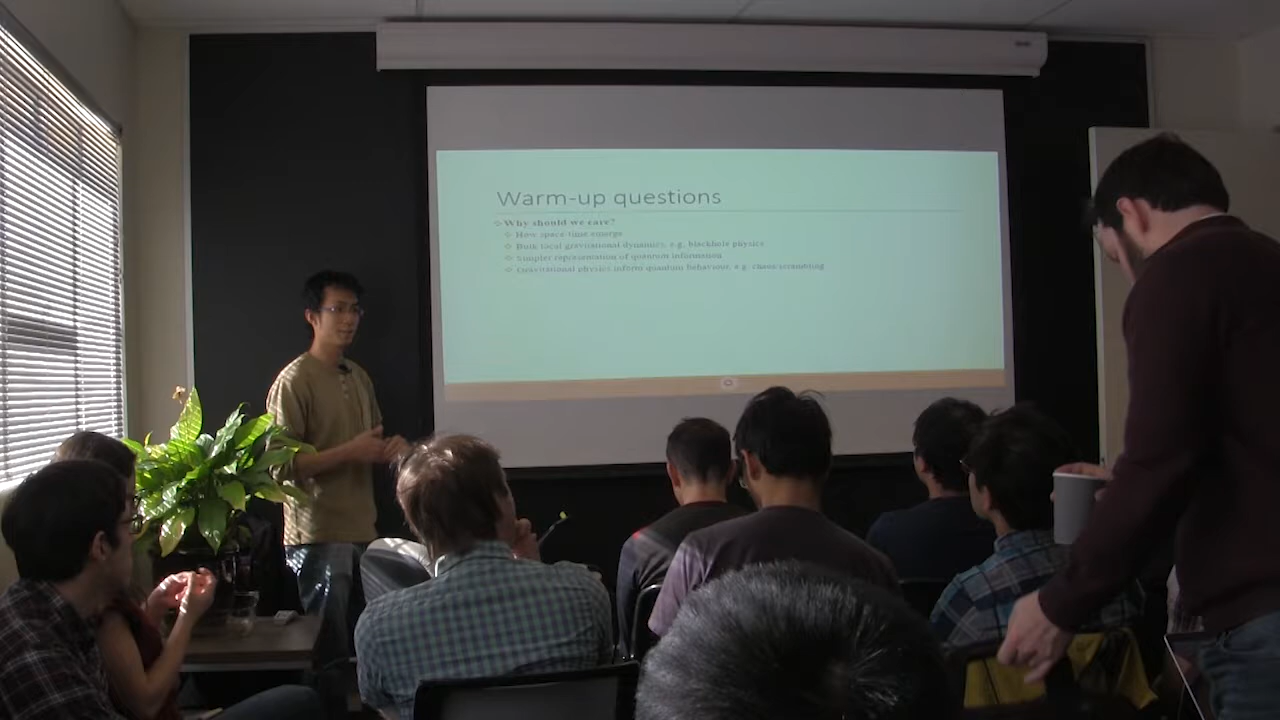 Warm-up questions
Why should we care?
How space-time emerge
Bulk local gravitational dynamics, e.g. blackhole physics
Simpler representation of quantum information
Gravitational physics inform quantum behaviour, e.g. chaos/scrambling